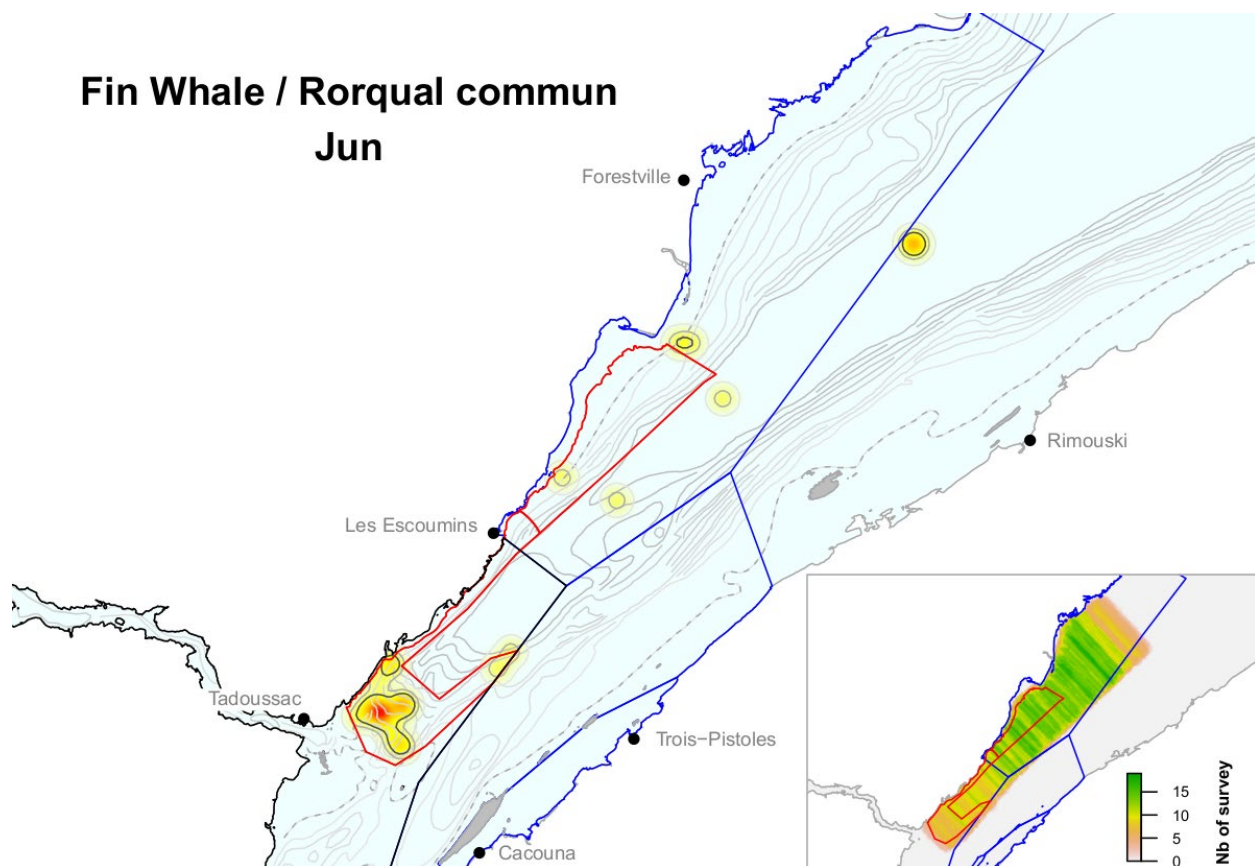 Fin Whale / Rorqual commun
Jun
Forestville
Rimouski
Les Escoumins
Tadoussac
Trois−Pistoles
Cacouna
15
10
5
0
Nb of survey